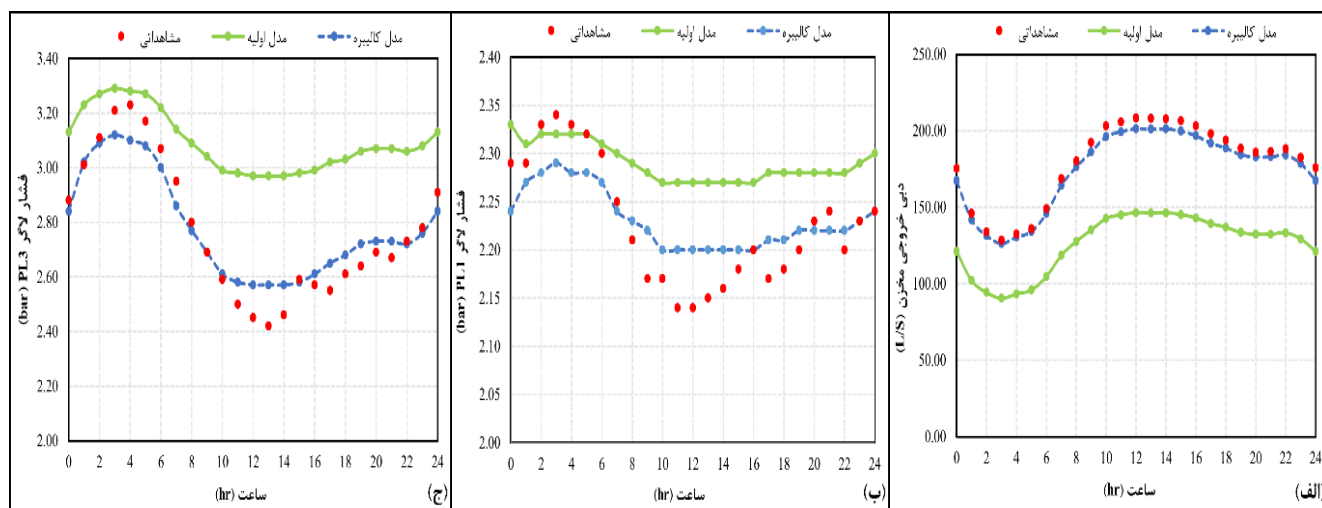 مشاهداتی مدل اولیه مدل کالیبره
250.00
200.00
150.00
100.00
50.00
0.00
دبی خروجی مخزن (L/S)
0 2 4 6 8 10 12 14 16 18 20 22 24
ساعت (hr)
(الف)
مشاهداتی مدل اولیه مدل کالیبره
2.40
2.35
2.30
2.25
2.20
2.15
2.10
2.05
2.00
فشار لاگر PL1 (bar)
0 2 4 6 8 10 12 14 16 18 20 22 24
ساعت (hr)
(ب)
مشاهداتی مدل اولیه مدل کالیبره
3.40
3.20
3.00
2.80
2.60
2.40
2.20
2.00
فشار لاگر PL3 (bar)
0 2 4 6 8 10 12 14 16 18 20 22 24
ساعت (hr)
(ج)